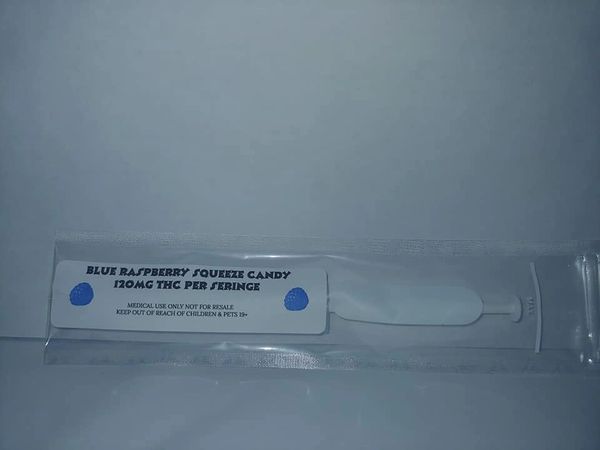 BLUE RASPBERRY SQUEEZE CANDY
120MG THC PER SERINGE
MEDICAL USE ONLY NOT FOR RESALE
KEEP OUT OF REACH OF CHILDREN & PETS 19+